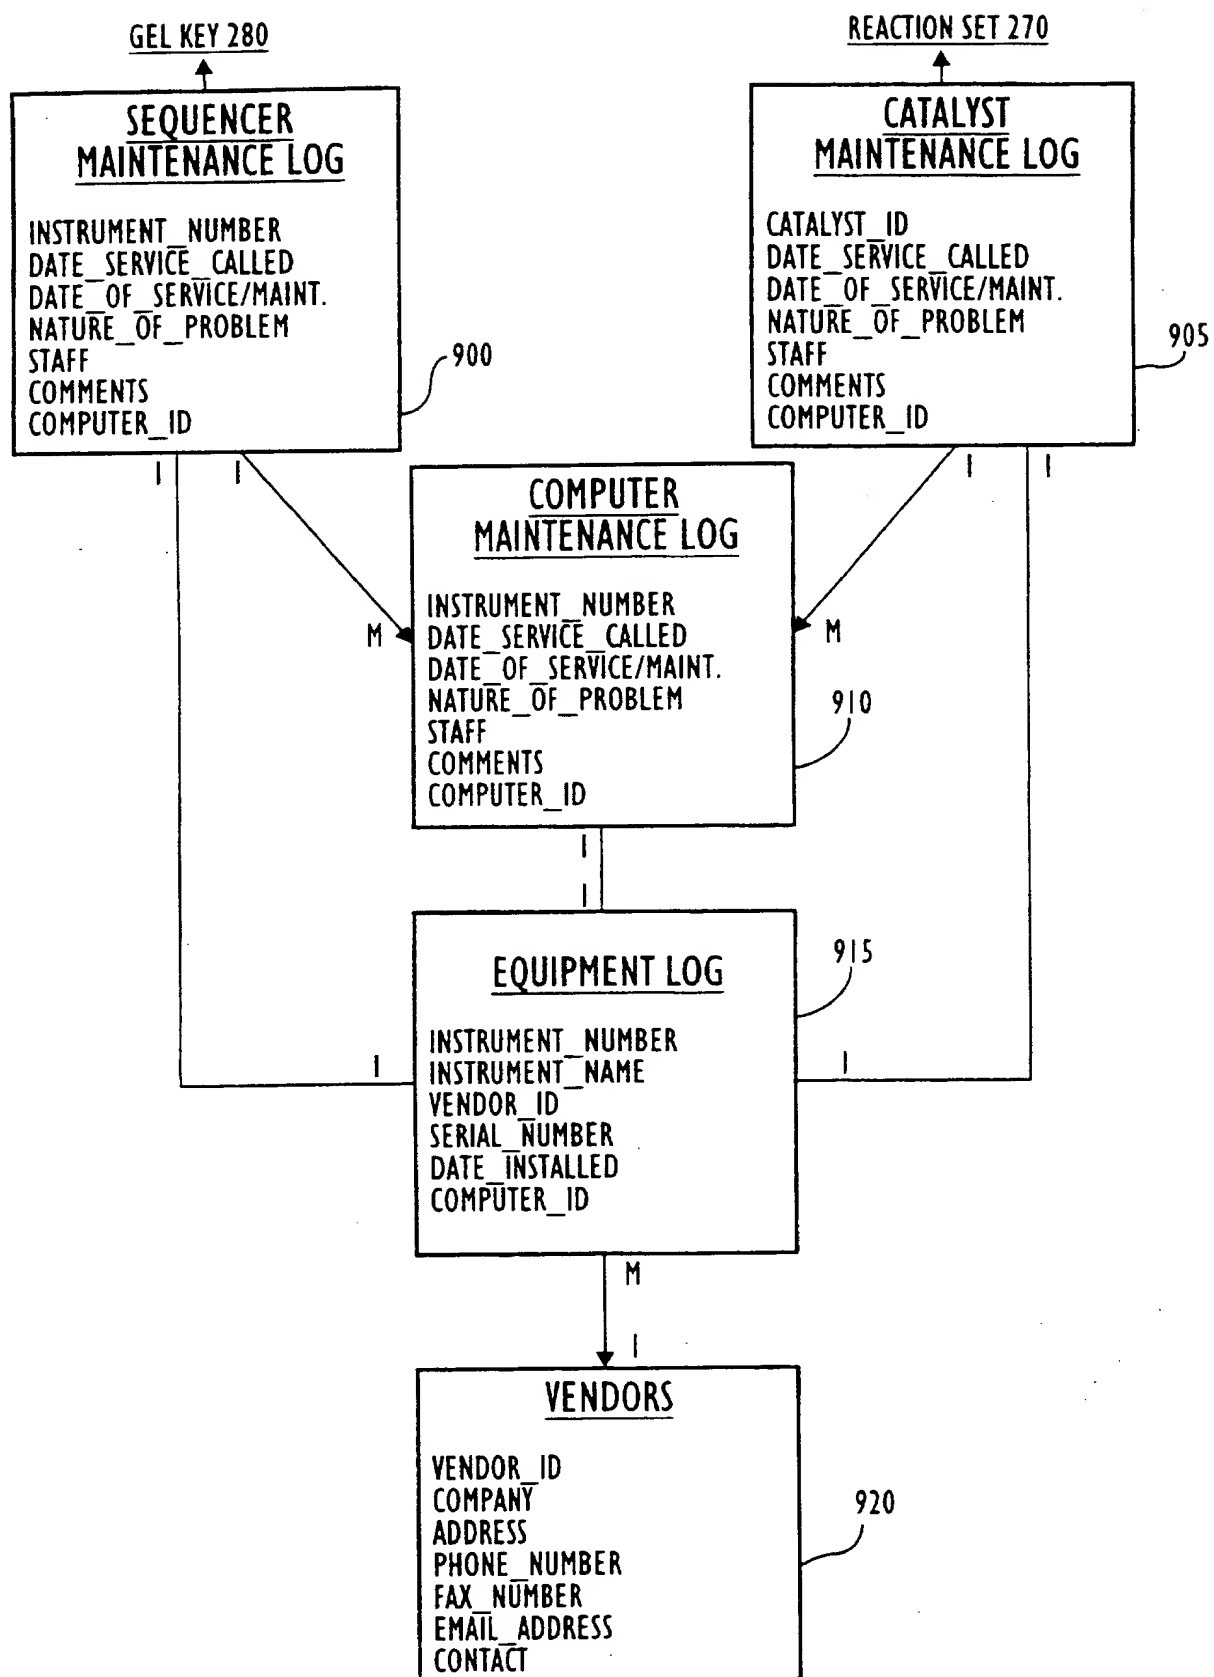 GEL KEY 280
SEQUENCER
MAINTENANCE LOG
INSTRUMENT_NUMBER
DATE_SERVICE_CALLED
DATE_OF_SERVICE/MAINT.
NATURE_OF_PROBLEM
STAFF
COMMENTS
COMPUTER_ID
900
1
1
REACTION SET 270
CATALYST
MAINTENANCE LOG
CATALYST_ID
DATE_SERVICE_CALLED
DATE_OF_SERVICE/MAINT.
NATURE_OF_PROBLEM
STAFF
COMMENTS
COMPUTER_ID
905
1
1
COMPUTER
MAINTENANCE LOG
INSTRUMENT_NUMBER
DATE_SERVICE_CALLED
DATE_OF_SERVICE/MAINT.
NATURE_OF_PROBLEM
STAFF
COMMENTS
COMPUTER_ID
M
M
910
1
1
EQUIPMENT LOG
INSTRUMENT_NUMBER
INSTRUMENT_NAME
VENDOR_ID
SERIAL_NUMBER
DATE_INSTALLED
COMPUTER_ID
915
1
1
M
1
VENDORS
VENDOR_ID
COMPANY
ADDRESS
PHONE_NUMBER
FAX_NUMBER
EMAIL_ADDRESS
CONTACT
920